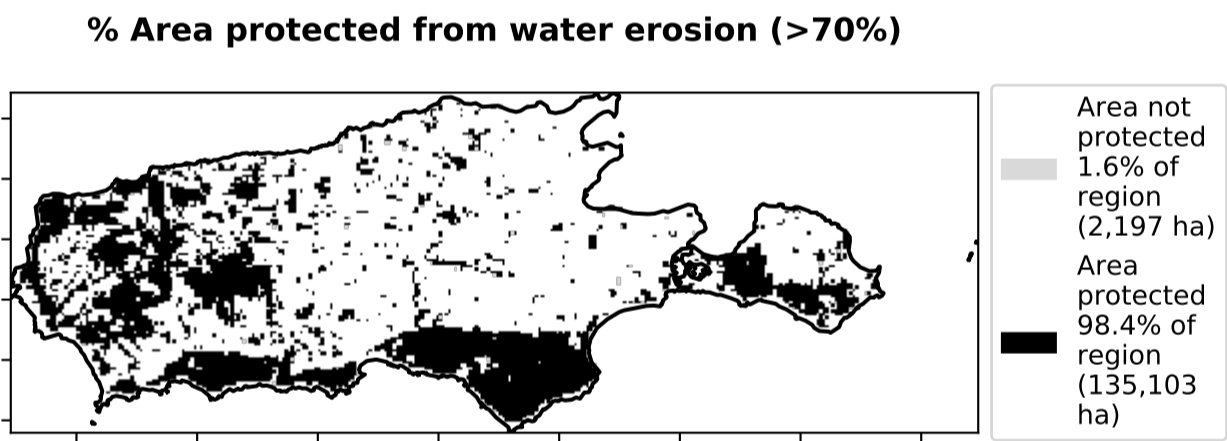 % Area protected from water erosion (>70%)
Area not
protected
1.6% of
region
(2,197 ha)
Area
protected
98.4% of
region
(135,103
ha)